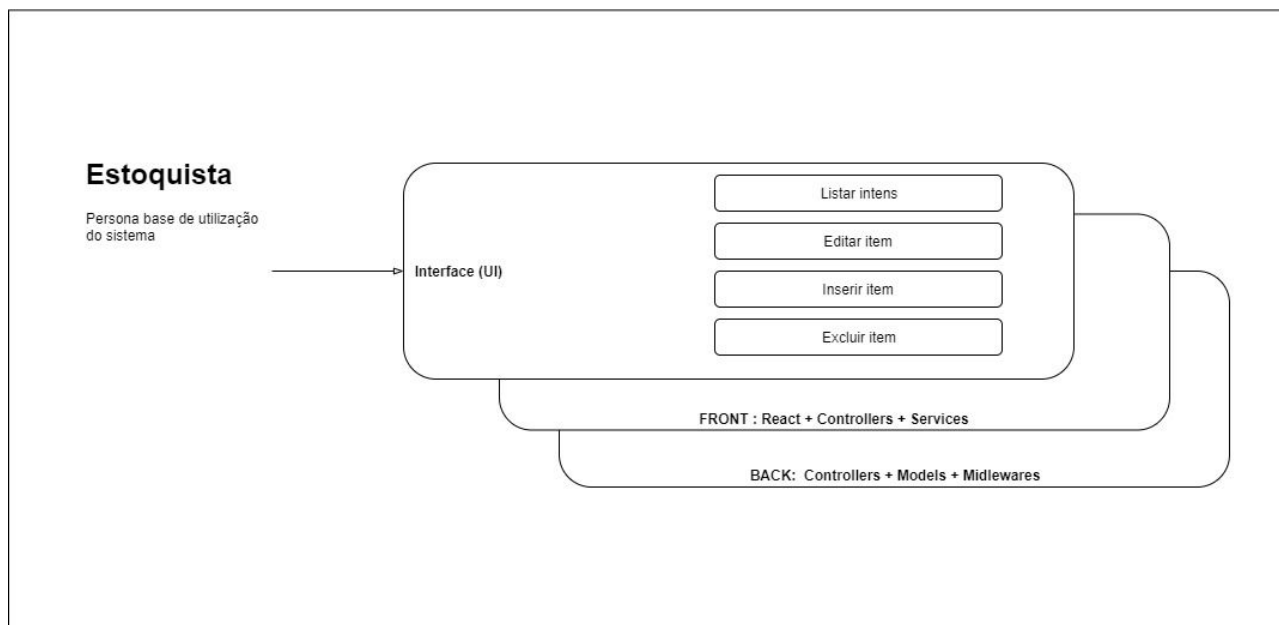 Estoquista
Persona base de utilização
do sistema
Interface (UI)
Listar intens
Editar item
Inserir item
Excluir item
FRONT : React + Controllers + Services
BACK:  Controllers + Models + Midlewares